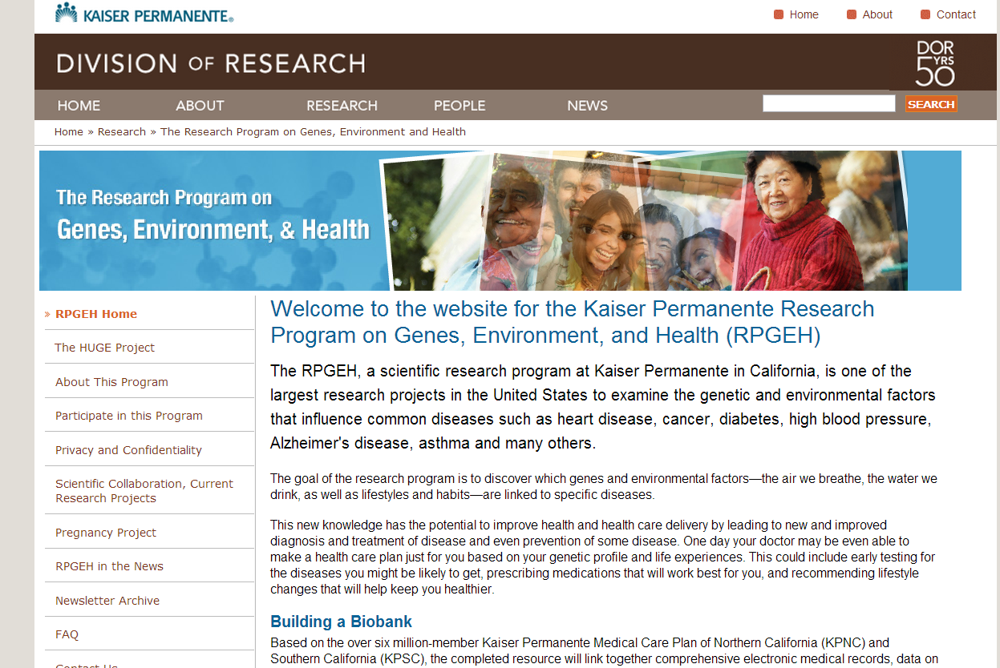 KAISER PERMANENTE®
Home About Contact
DIVISION OF RESEARCH
DOR
YRS
50
HOME ABOUT RESEARCH PEOPLE NEWS SEARCH
Home » Research » The Research Program on Genes, Environment and Health
The Research Program on
Genes, Environment, & Health
» RPGEH Home
The HUGE Project
About This Program
Participate in this Program
Privacy and Confidentiality
Scientific Collaboration, Current
Research Projects
Pregnancy Project
RPGEH in the News
Newsletter Archive
FAQ
Contact Us
Welcome to the website for the Kaiser Permanente Research
Program on Genes, Environment, and Health (RPGEH)
The RPGEH, a scientific research program at Kaiser Permanente in California, is one of the
largest research projects in the United States to examine the genetic and environmental factors
that influence common diseases such as heart disease, cancer, diabetes, high blood pressure,
Alzheimer's disease, asthma and many others.
The goal of the research program is to discover which genes and environmental factors—the air we breathe, the water we
drink, as well as lifestyles and habits—are linked to specific diseases.
This new knowledge has the potential to improve health and health care delivery by leading to new and improved
diagnosis and treatment of disease and even prevention of some disease. One day your doctor may be even able to
make a health care plan just for you based on your genetic profile and life experiences. This could include early testing for
the diseases you might be likely to get, prescribing medications that will work best for you, and recommending lifestyle
changes that will help keep you healthier.
Building a Biobank
Based on the over six million-member Kaiser Permanente Medical Care Plan of Northern California (KPNC) and
Southern California (KPSC), the completed resource will link together comprehensive electronic medical records, data on